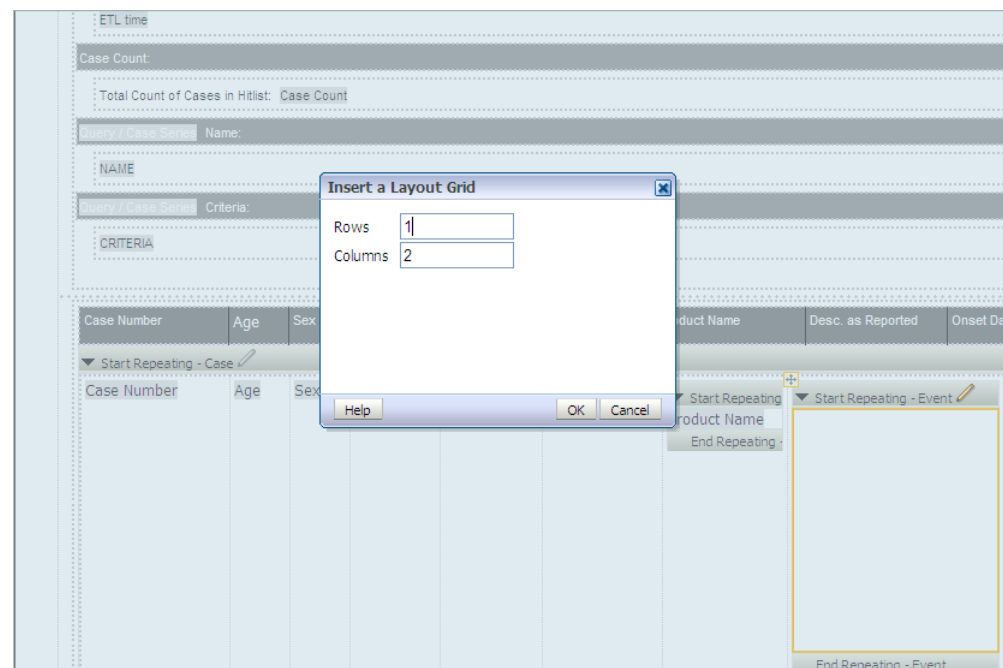 ETL time
Case Count:
Total Count of Cases in Hitlist: Case Count
Query / Case Series Name:
NAME
Insert a Layout Grid
Rows 1
Columns 2
Help OK Cancel
Query / Case Series Criteria:
CRITERIA
Case Number Age Sex oduct Name Desc. as Reported Onset Da
Start Repeating - Case
Case Number Age Sex Start Repeating Start Repeating - Event
roduct Name
End Repeating -
End Repeating - Event